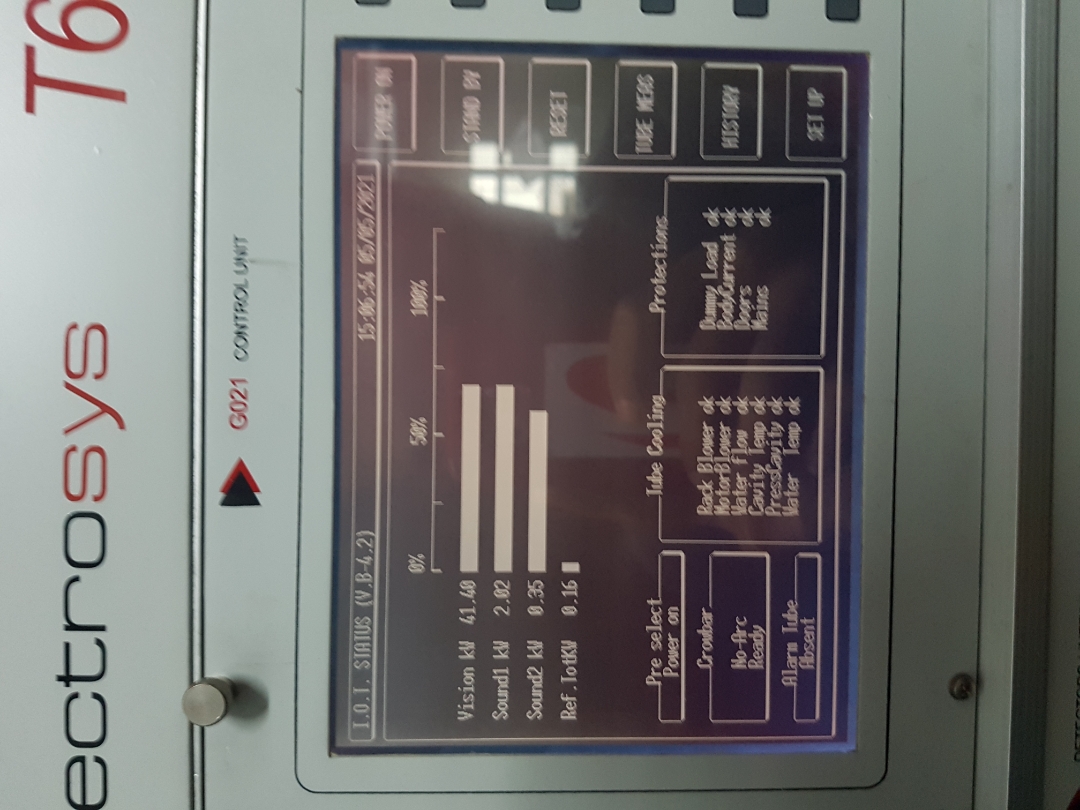 ectrosys T6
G021 CONTROL UNIT
I.O.T. STATUS (V.B-4.2) 15:06:54 05/05/2021
POWER ON
0% 50% 100%
Vision kW 41.40
STAND BY
Sound1 kW 2.02
Sound2 kW 0.35
RESET
Ref.TotKW 0.16
TUBE MEAS
Pre select
Power on
Tube Cooling
Rack Blower ok
MotorBlower ok
Water flow ok
Cavity Temp ok
PressCavity ok
Water Temp ok
Protections
Dummy Load ok
BodyCurrent ok
Doors ok
Mains ok
Crowbar
No-Arc
Ready
HISTORY
Alarm Tube
Absent
SET UP